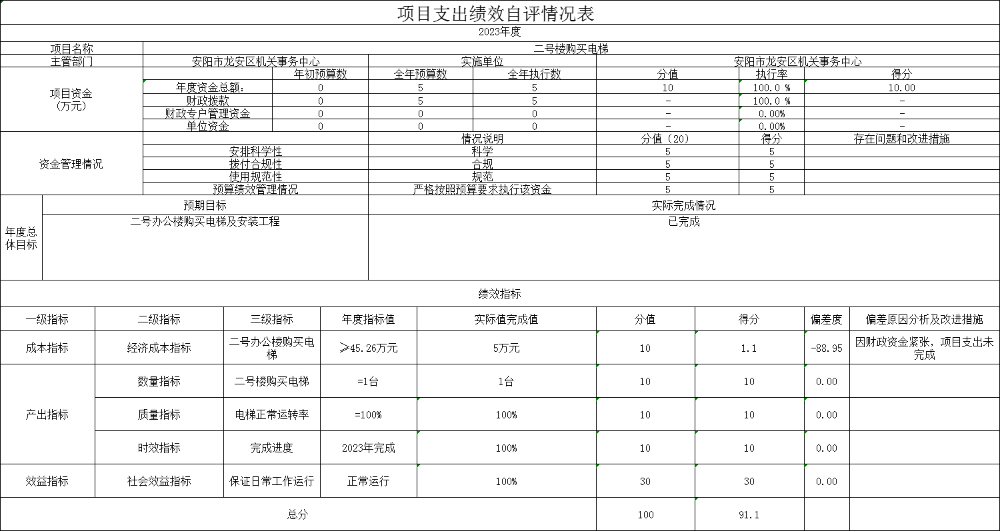 项目支出绩效自评情况表
2023年度
项目名称 二号楼购买电梯
主管部门 安阳市龙安区机关事务中心 实施单位 安阳市龙安区机关事务中心
项目资金
(万元)
年初预算数 全年预算数 全年执行数 分值 执行率 得分
年度资金总额： 0 5 5 10 100.0 % 10.00
财政拨款 0 5 5 - 100.0 % -
财政专户管理资金 0 0 0 - 0.00% -
单位资金 0 0 0 - 0.00% -
资金管理情况
情况说明 分值（20） 得分 存在问题和改进措施
安排科学性 科学 5 5
拨付合规性 合规 5 5
使用规范性 规范 5 5
预算绩效管理情况 严格按照预算要求执行该资金 5 5
年度总
体目标
预期目标 实际完成情况
二号办公楼购买电梯及安装工程 已完成
绩效指标
一级指标 二级指标 三级指标 年度指标值 实际值完成值 分值 得分 偏差度 偏差原因分析及改进措施
成本指标 经济成本指标 二号办公楼购买电
梯 ≥45.26万元 5万元 10 1.1 -88.95 因财政资金紧张，项目支出未
完成
产出指标
数量指标 二号楼购买电梯 =1台 1台 10 10 0.00
质量指标 电梯正常运转率 =100% 100% 10 10 0.00
时效指标 完成进度 2023年完成 100% 10 10 0.00
效益指标 社会效益指标 保证日常工作运行 正常运行 100% 30 30 0.00
总分 100 91.1